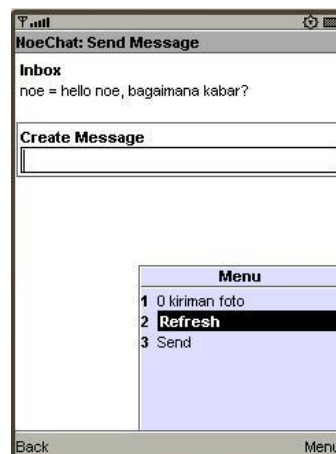 NoeChat: Send Message
Inbox
noe = hello noe, bagaimana kabar?
Create Message
Menu
1 0 kiriman foto
2 Refresh
3 Send
Back Menu